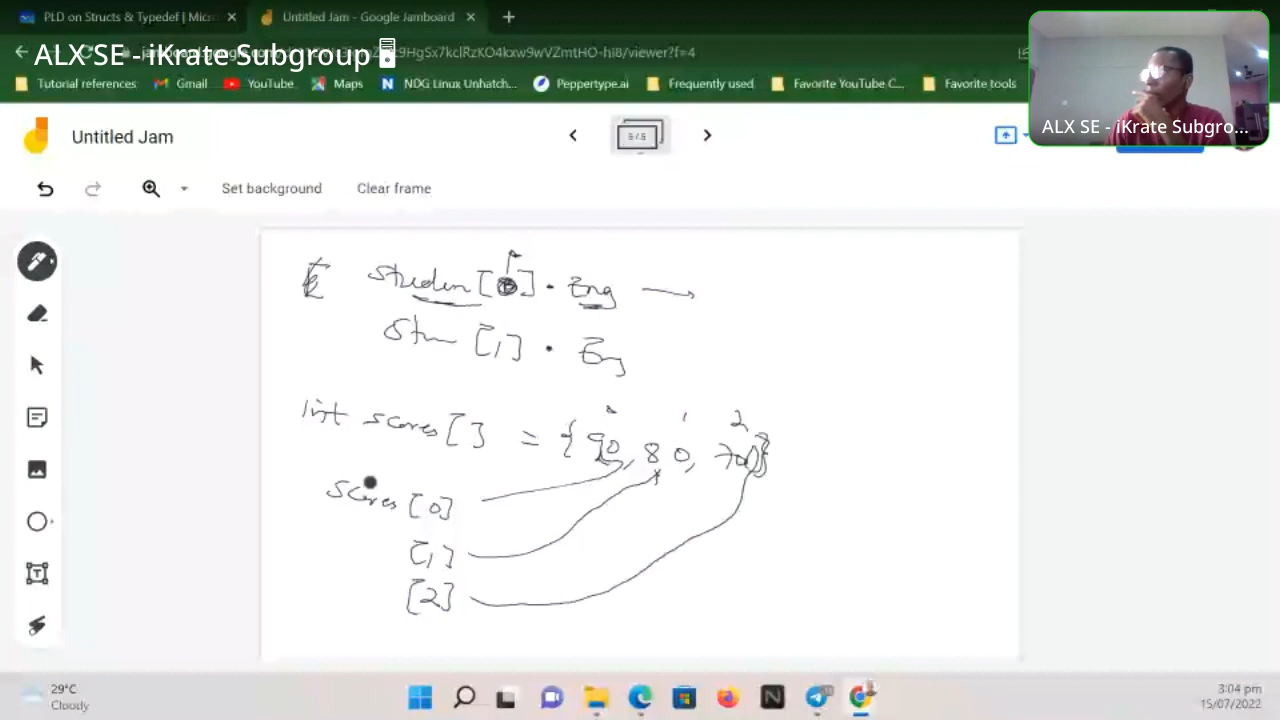 PLD on Structs & Typedef | Micr
Untitled Jam - Google Jamboard
ALX SE - iKrate Subgroup
Tutorial references
Gmail
YouTube
Maps
NDG Linux Unhatch...
Peppertype.ai
Frequently used
Favorite YouTube C...
Favorite tools
ALX SE - iKrate Subgro...
Untitled Jam
5 / 5
Set background
Clear frame
Studen [ ] . Eng
Stu [1] . Eng
0 1 2
int scores [ ] = { 90, 80, 70 }
scores [0]
[1]
[2]
29°C
Cloudy
3:04 pm
15/07/2022